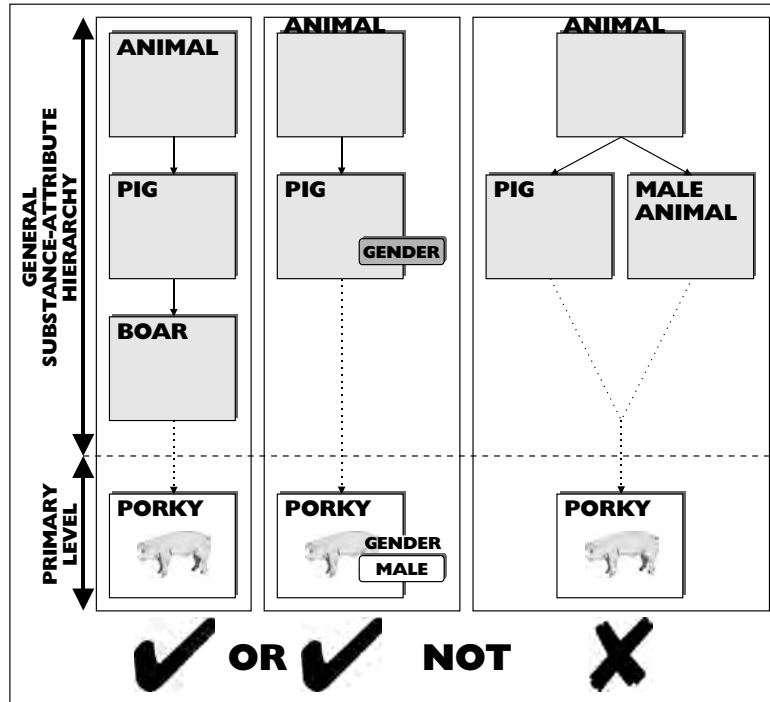 GENERAL
SUBSTANCE-ATTRIBUTE
HIERARCHY
PRIMARY
LEVEL
ANIMAL
PIG
BOAR
PORKY
ANIMAL
PIG
GENDER
PORKY
GENDER
MALE
ANIMAL
PIG
MALE
ANIMAL
PORKY
OR
NOT